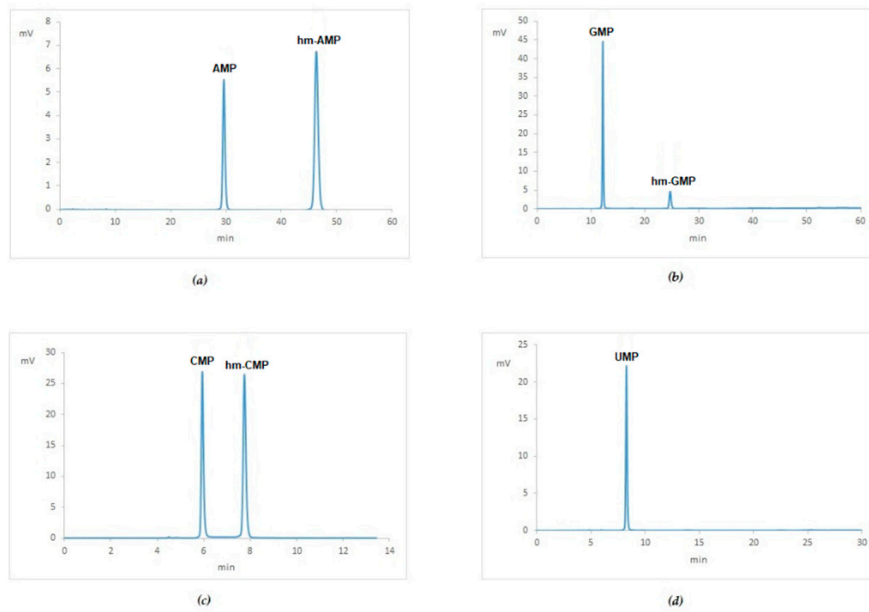 8
mV
7
hm-AMP
6
AMP
5
4
3
2
1
0
0 10 20 30 40 50 60
min
(a)
50
mV
GMP
45
40
35
30
25
20
15
10
hm-GMP
5
0
0 10 20 30 40 50 60
min
(b)
30
mV
CMP
hm-CMP
25
20
15
10
5
0
0 2 4 6 8 10 12 14
min
(c)
25
mV
UMP
20
15
10
5
0
0 5 10 15 20 25 30
min
(d)